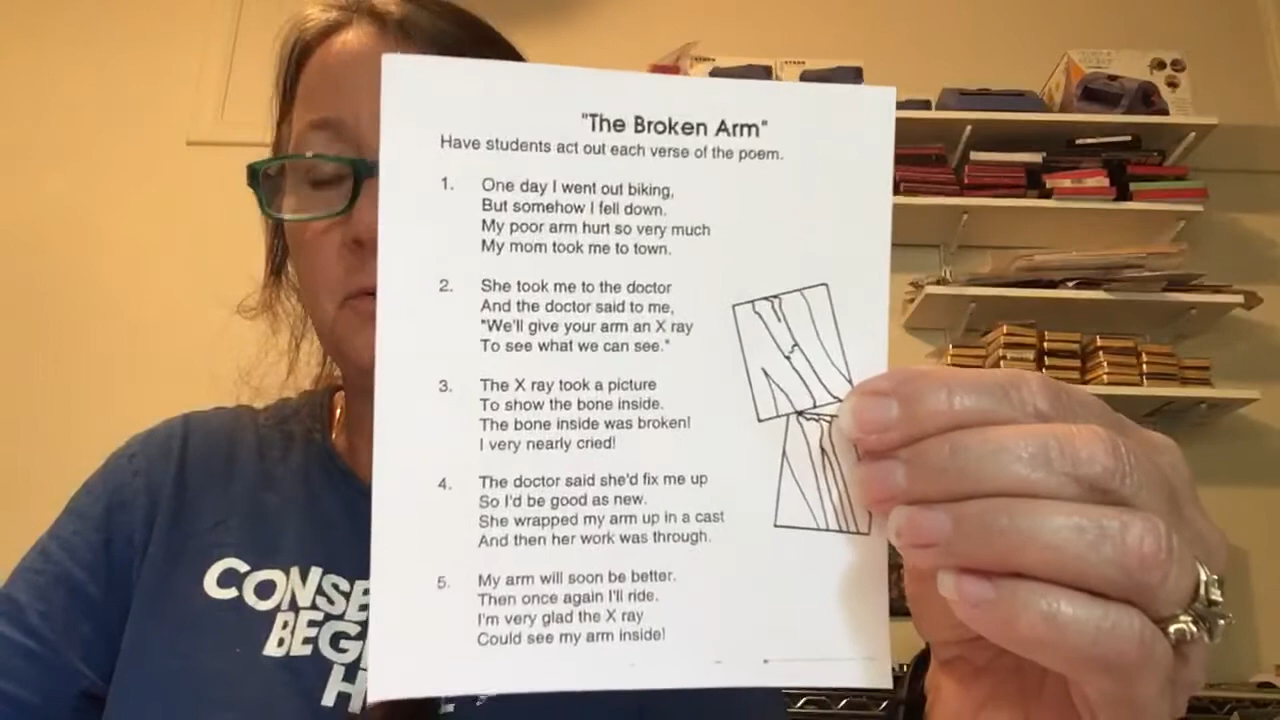 "The Broken Arm"
Have students act out each verse of the poem.
1. One day I went out biking,
But somehow I fell down.
My poor arm hurt so very much
My mom took me to town.
2. She took me to the doctor
And the doctor said to me,
"We'll give your arm an X ray
To see what we can see."
3. The X ray took a picture
To show the bone inside.
The bone inside was broken!
I very nearly cried!
4. The doctor said she'd fix me up
So I'd be good as new.
She wrapped my arm up in a cast
And then her work was through.
5. My arm will soon be better.
Then once again I'll ride.
I'm very glad the X ray
Could see my arm inside!